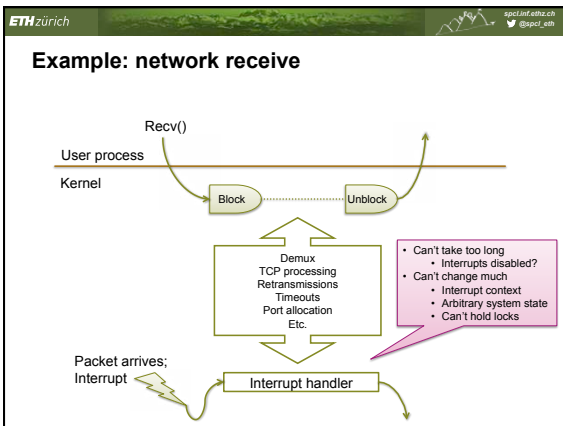 ETH zürich
spcl.inf.ethz.ch
@spcl_eth
Example: network receive
Recv()
User process
Kernel
Block
Unblock
Demux
TCP processing
Retransmissions
Timeouts
Port allocation
Etc.
• Can't take too long
• Interrupts disabled?
• Can't change much
• Interrupt context
• Arbitrary system state
• Can't hold locks
Packet arrives;
Interrupt
Interrupt handler